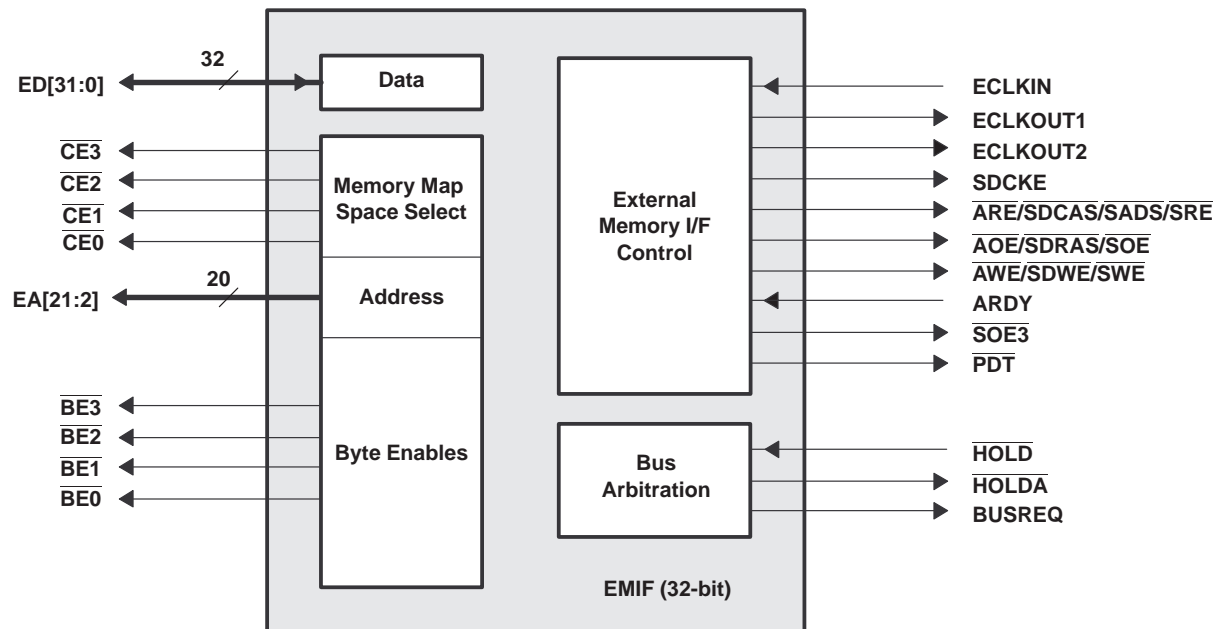 32
ED[31:0]
Data
CE3
CE2
CE1
CE0
Memory Map
Space Select
20
EA[21:2]
Address
BE3
BE2
BE1
BE0
Byte Enables
External
Memory I/F
Control
ECLKIN
ECLKOUT1
ECLKOUT2
SDCKE
ARE/SDCAS/SADS/SRE
AOE/SDRAS/SOE
AWE/SDWE/SWE
ARDY
SOE3
PDT
Bus
Arbitration
HOLD
HOLDA
BUSREQ
EMIF (32-bit)